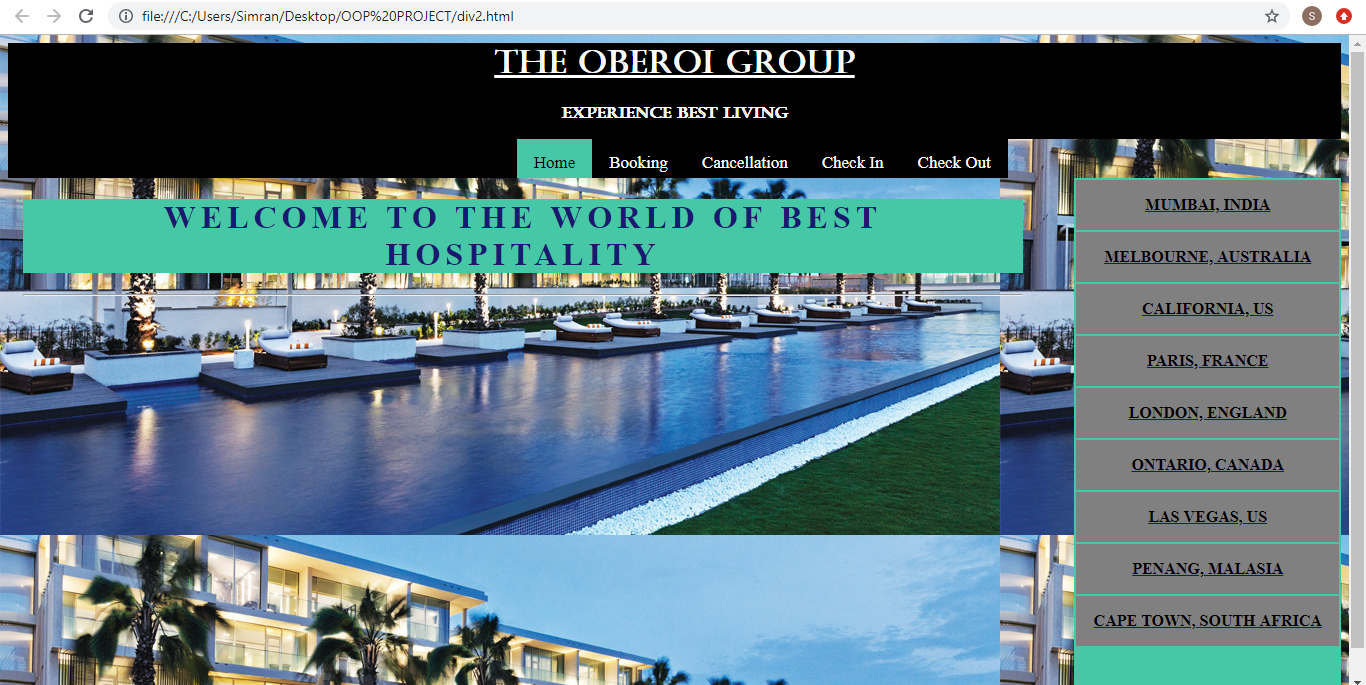 file:///C:/Users/Simran/Desktop/OOP%20PROJECT/div2.html
S
THE OBEROI GROUP
EXPERIENCE BEST LIVING
Home Booking Cancellation Check In Check Out
WELCOME TO THE WORLD OF BEST
HOSPITALITY
MUMBAI, INDIA
MELBOURNE, AUSTRALIA
CALIFORNIA, US
PARIS, FRANCE
LONDON, ENGLAND
ONTARIO, CANADA
LAS VEGAS, US
PENANG, MALASIA
CAPE TOWN, SOUTH AFRICA